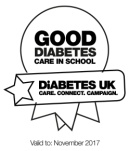 GOOD
DIABETES
CARE IN SCHOOL
DIABETES UK
CARE. CONNECT. CAMPAIGN.
Valid to: November 2017